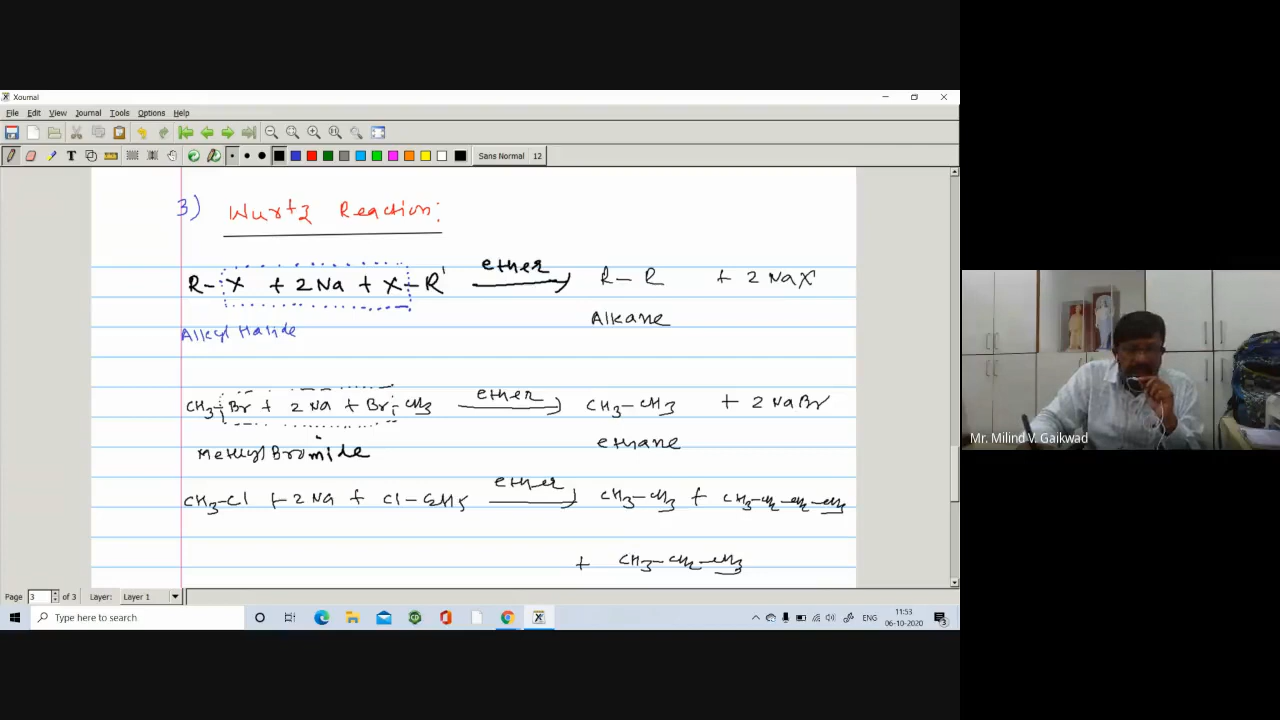 Xournal
File Edit View Journal Tools Options Help
Sans Normal 12
3) Wurtz Reaction:
R-X + 2Na + X-R' ether R-R + 2NaX
Alkyl Halide Alkane
CH3-Br + 2Na + Br-CH3 ether CH3-CH3 + 2NaBr
Methyl Bromide ethane
CH3-Cl + 2Na + Cl-C2H5 ether CH3-CH3 + CH3-CH2-CH2-CH3
+ CH3-CH2-CH3
Mr. Milind V. Gaikwad
Page 3 of 3 Layer: Layer 1
Type here to search
ENG
11:53
06-10-2020
3